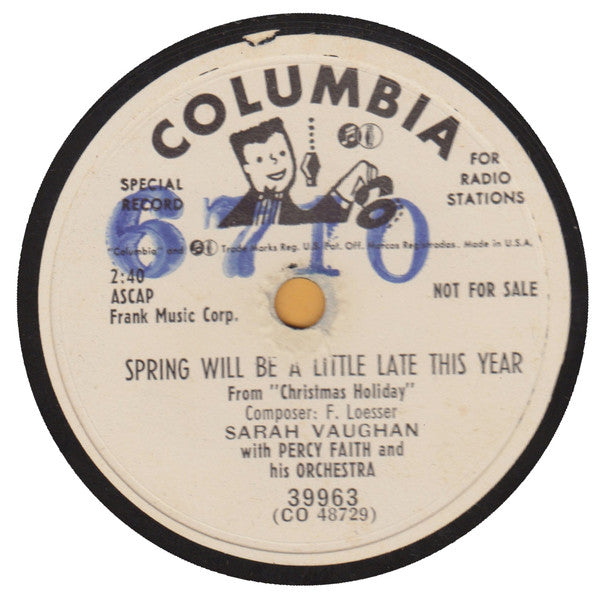 COLUMBIA
SPECIAL
RECORD
FOR
RADIO
STATIONS
6710
"Columbia" and Trade Marks Reg. U.S. Pat. Off. Marcas Registradas. Made in U.S.A.
2:40
ASCAP
Frank Music Corp.
NOT FOR SALE
SPRING WILL BE A LITTLE LATE THIS YEAR
From "Christmas Holiday"
Composer: F. Loesser
SARAH VAUGHAN
with PERCY FAITH and
his ORCHESTRA
39963
(CO 48729)